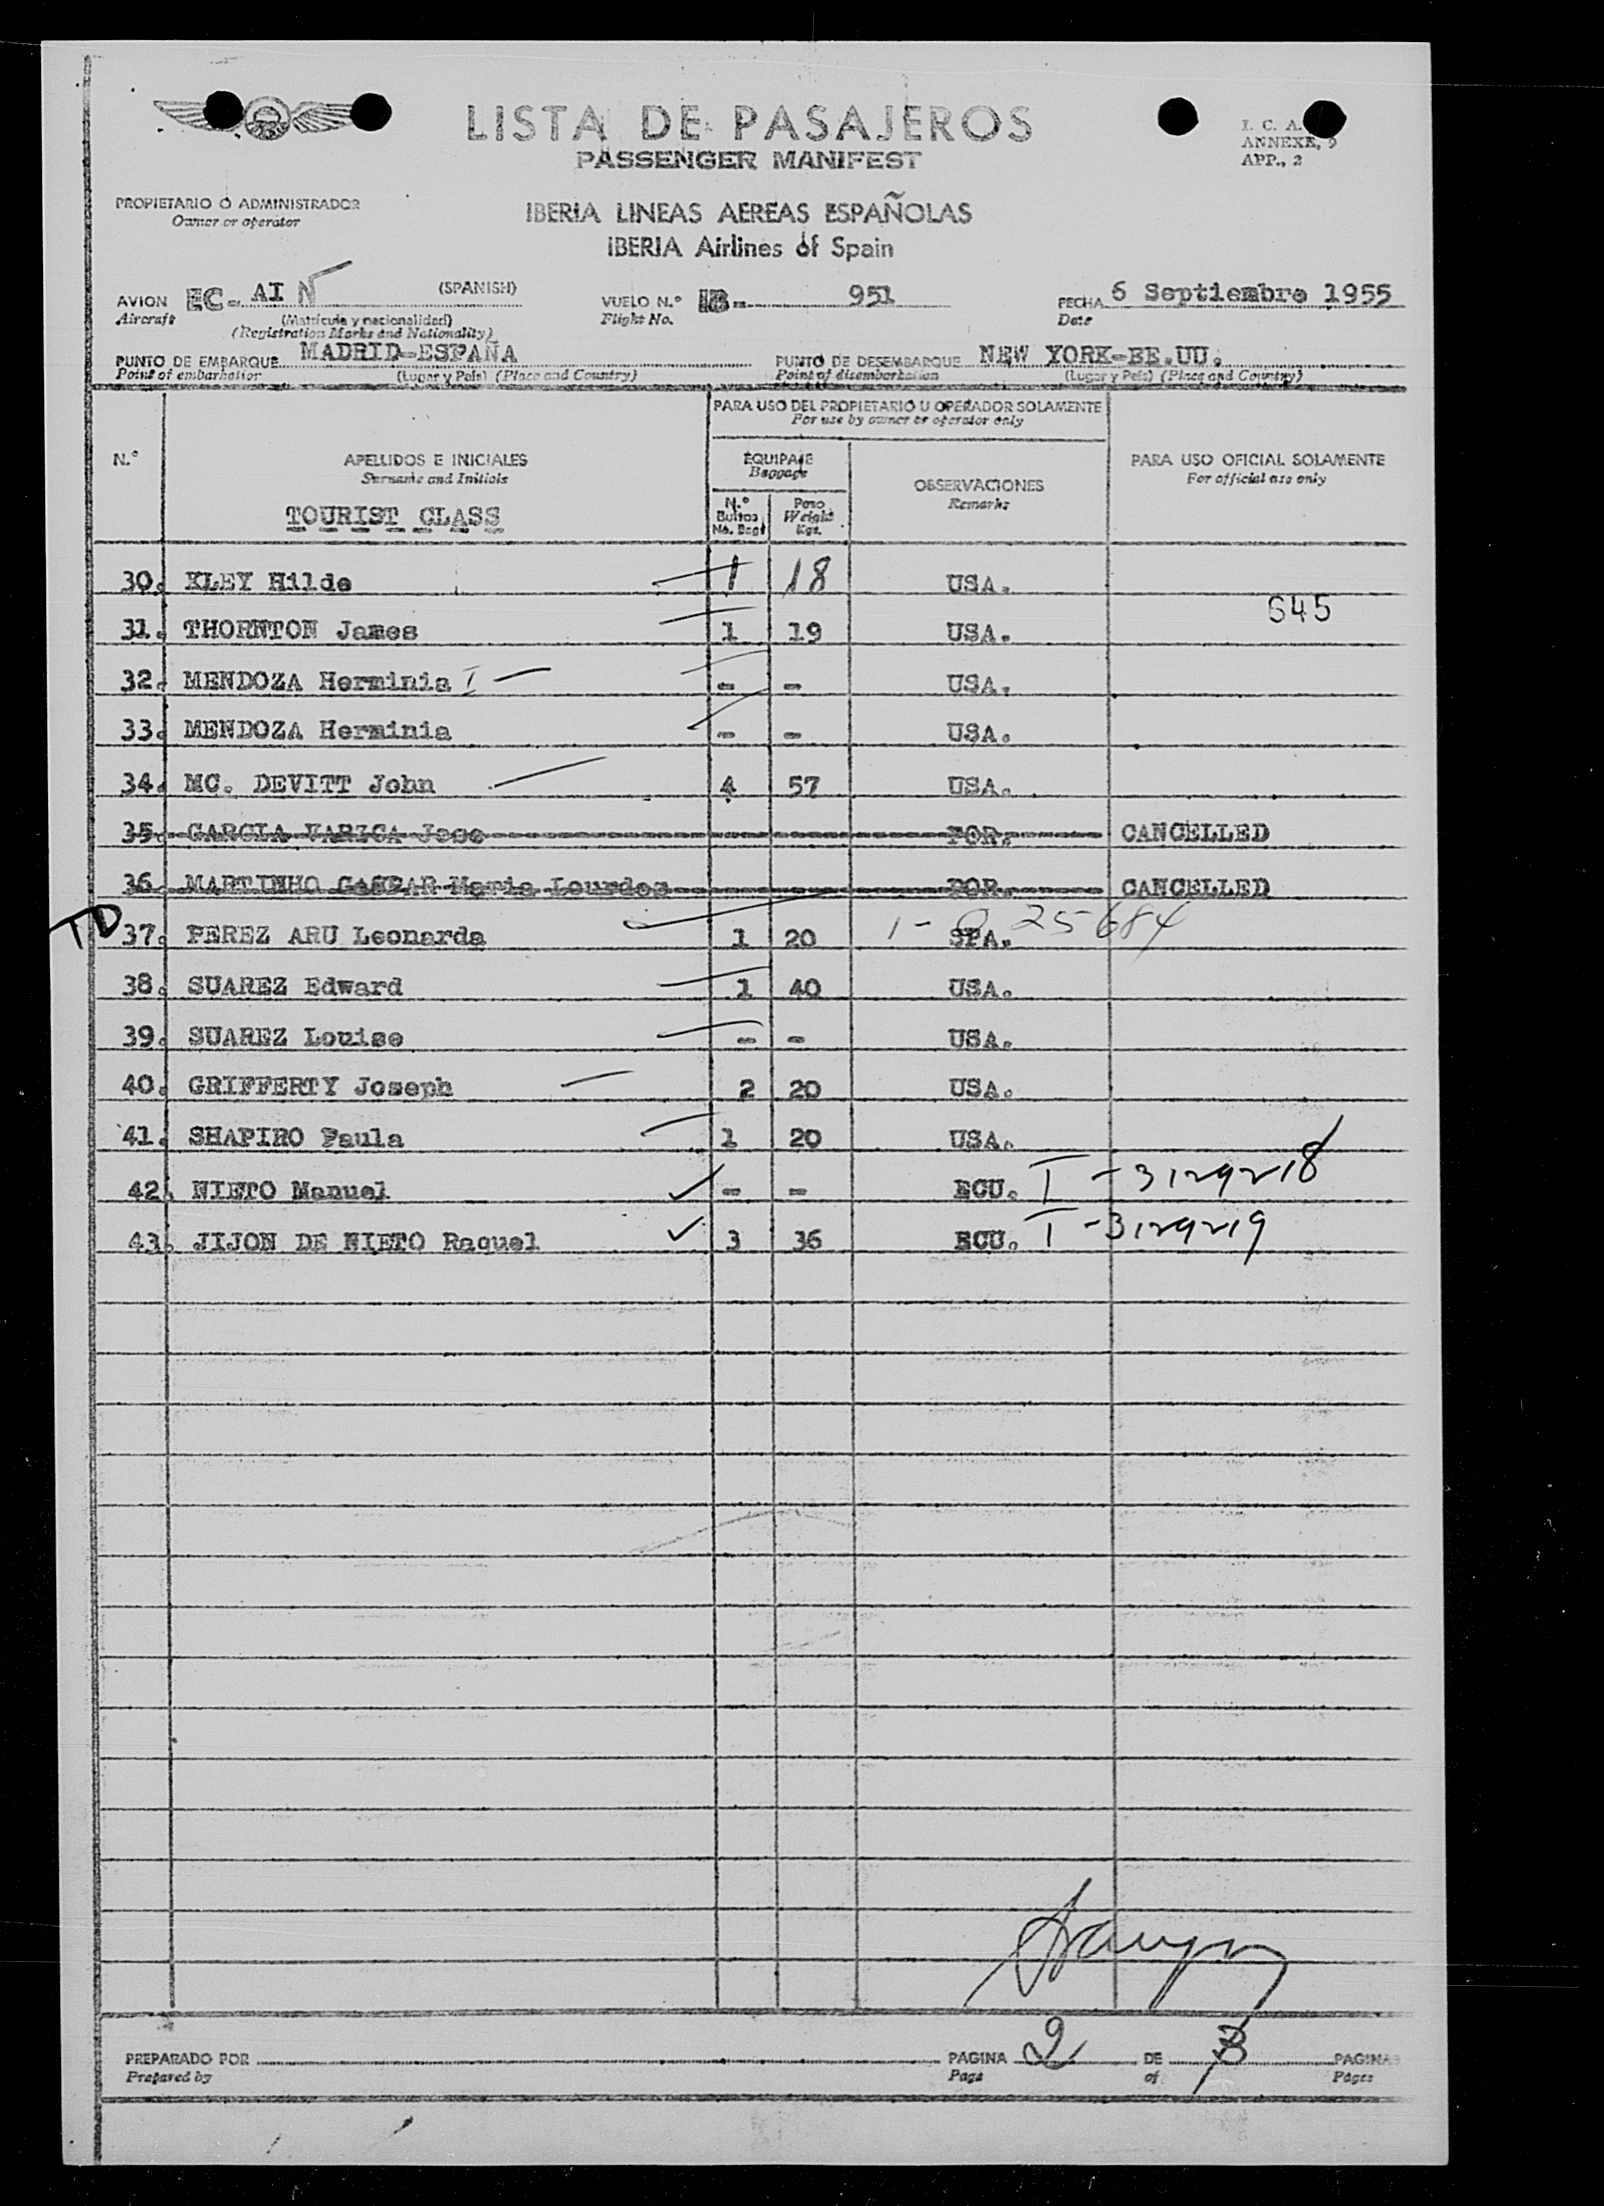 LISTA DE PASAJEROS
PASSENGER MANIFEST
I. C. A.
ANNEXE, 9
APP., 2
PROPIETARIO O ADMINISTRADOR
Owner or operator
IBERIA LINEAS AEREAS ESPAÑOLAS
IBERIA Airlines of Spain
AVION EC- AI N (SPANISH) VUELO N.° IB- 951 FECHA 6 Septiembre 1955
Aircraft (Matricula y nacionalidad) Flight No. Date
(Registration Marks and Nationality)
PUNTO DE EMBARQUE MADRID-ESPAÑA PUNTO DE DESEMBARQUE NEW YORK-EE.UU.
Point of embarkation (Lugar y País) (Place and Country) Point of disembarkation (Lugar y País) (Place and Country)
PARA USO DEL PROPIETARIO U OPERADOR SOLAMENTE
For use by owner or operator only
N.° APELLIDOS E INICIALES EQUIPAJE PARA USO OFICIAL SOLAMENTE
Surname and Initials Baggage For official use only
OBSERVACIONES
Remarks
TOURIST CLASS
N.° Bultos No. Bags Peso Weight Kgs.
30. KLEY Hilde 1 18 USA.
645
31. THORNTON James 1 19 USA.
32. MENDOZA Herminia I - - - USA.
33. MENDOZA Herminia - - USA.
34. MC. DEVITT John 4 57 USA.
35. GARCIA VARZCA Jose POR. CANCELLED
36. MARTINHO GASPAR Maria Lourdes POR. CANCELLED
TD 37. PEREZ ARU Leonarda 1 20 SPA. 25684
38. SUAREZ Edward 1 40 USA.
39. SUAREZ Louise - - USA.
40. GRIFFERTY Joseph 2 20 USA.
41. SHAPIRO Paula 1 20 USA.
42. NIETO Manuel - - ECU. I-3129218
43. JIJON DE NIETO Raquel 3 36 ECU. I-3129219
PREPARADO POR PAGINA 2 DE 3 PAGINAS
Prepared by Page of Pages